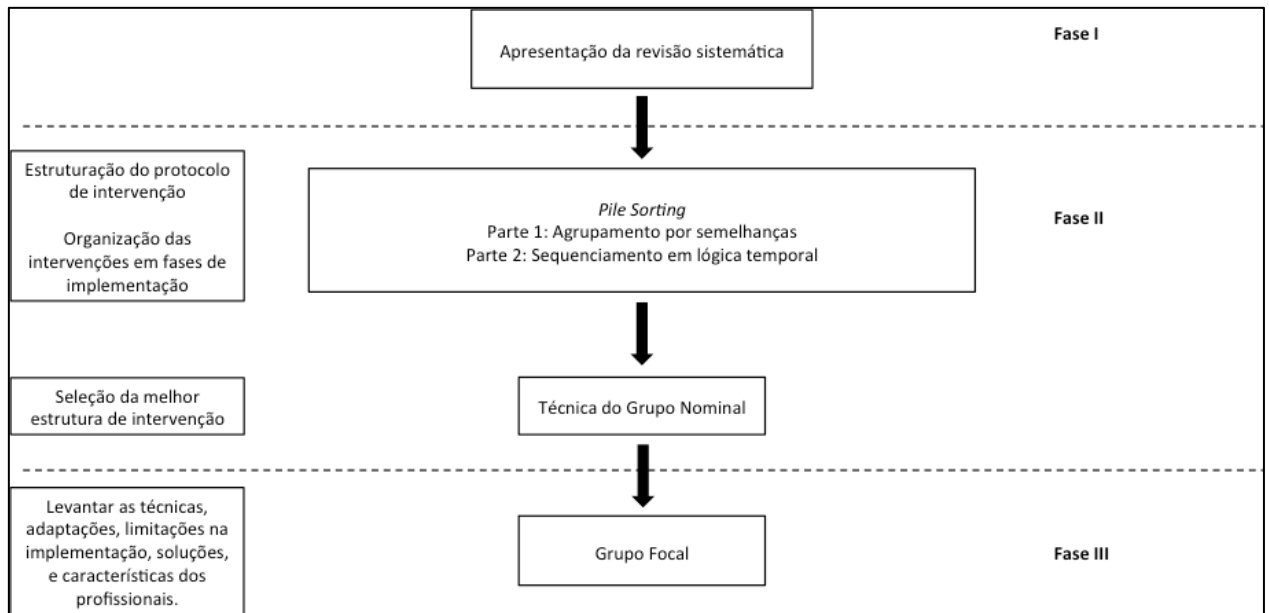 Apresentação da revisão sistemática
Fase I
Estruturação do protocolo
de intervenção
Organização das
intervenções em fases de
implementação
Pile Sorting
Parte 1: Agrupamento por semelhanças
Parte 2: Sequenciamento em lógica temporal
Fase II
Seleção da melhor
estrutura de intervenção
Técnica do Grupo Nominal
Levantar as técnicas,
adaptações, limitações na
implementação, soluções,
e características dos
profissionais.
Grupo Focal
Fase III